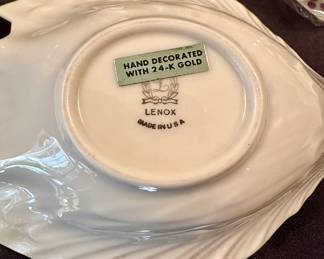 HAND DECORATED
WITH 24-K GOLD
LENOX
MADE IN U S A